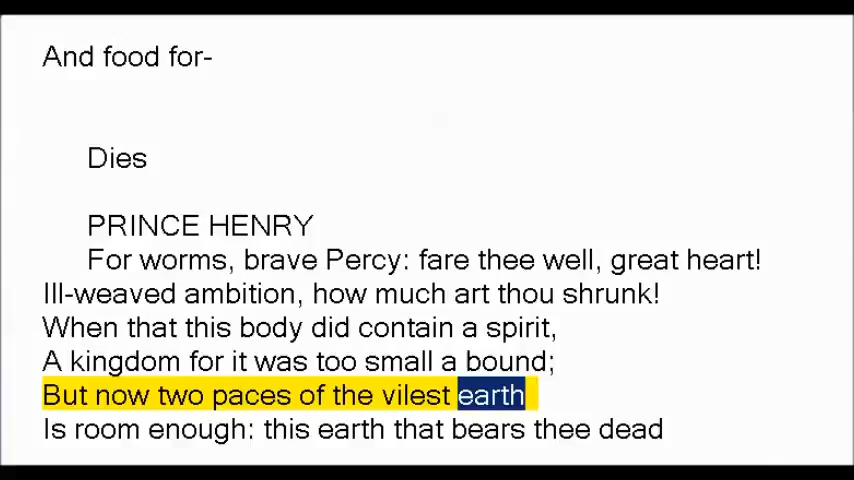 And food for-
Dies
PRINCE HENRY
For worms, brave Percy: fare thee well, great heart!
Ill-weaved ambition, how much art thou shrunk!
When that this body did contain a spirit,
A kingdom for it was too small a bound;
But now two paces of the vilest earth
Is room enough: this earth that bears thee dead